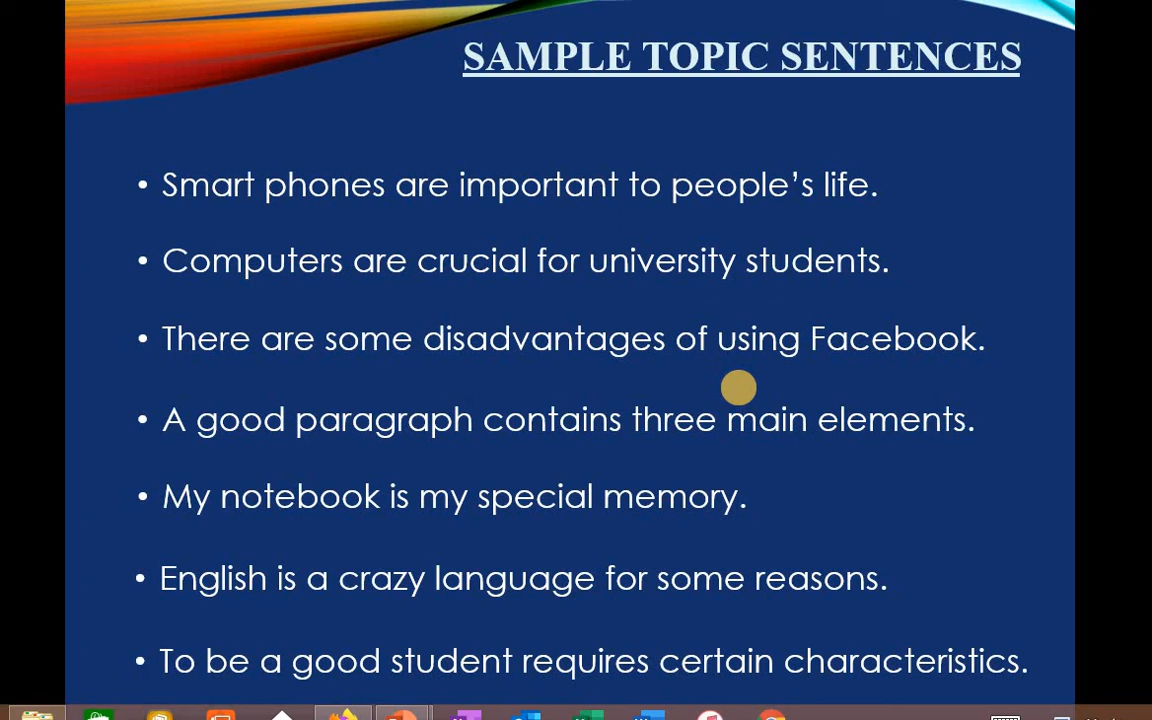 SAMPLE TOPIC SENTENCES
• Smart phones are important to people’s life.
• Computers are crucial for university students.
• There are some disadvantages of using Facebook.
• A good paragraph contains three main elements.
• My notebook is my special memory.
• English is a crazy language for some reasons.
• To be a good student requires certain characteristics.